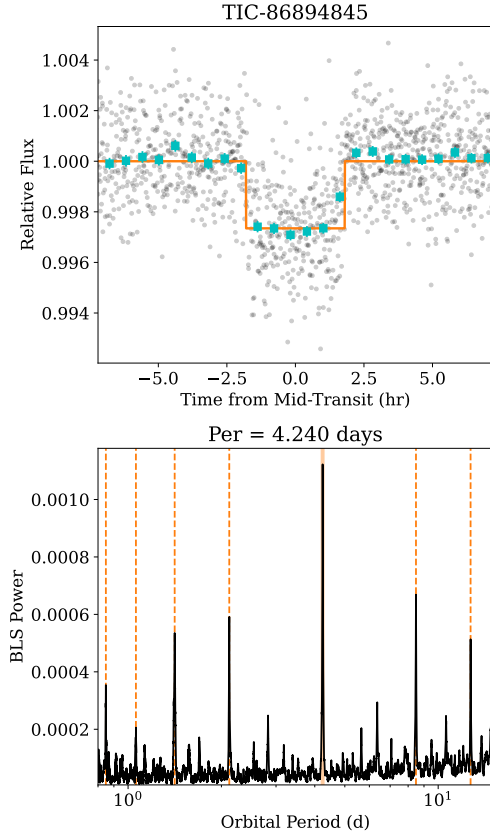 TIC-86894845
1.004
1.002
1.000
0.998
0.996
0.994
Relative Flux
−5.0 −2.5 0.0 2.5 5.0
Time from Mid-Transit (hr)
Per = 4.240 days
0.0010
0.0008
0.0006
0.0004
0.0002
BLS Power
10⁰ 10¹
Orbital Period (d)